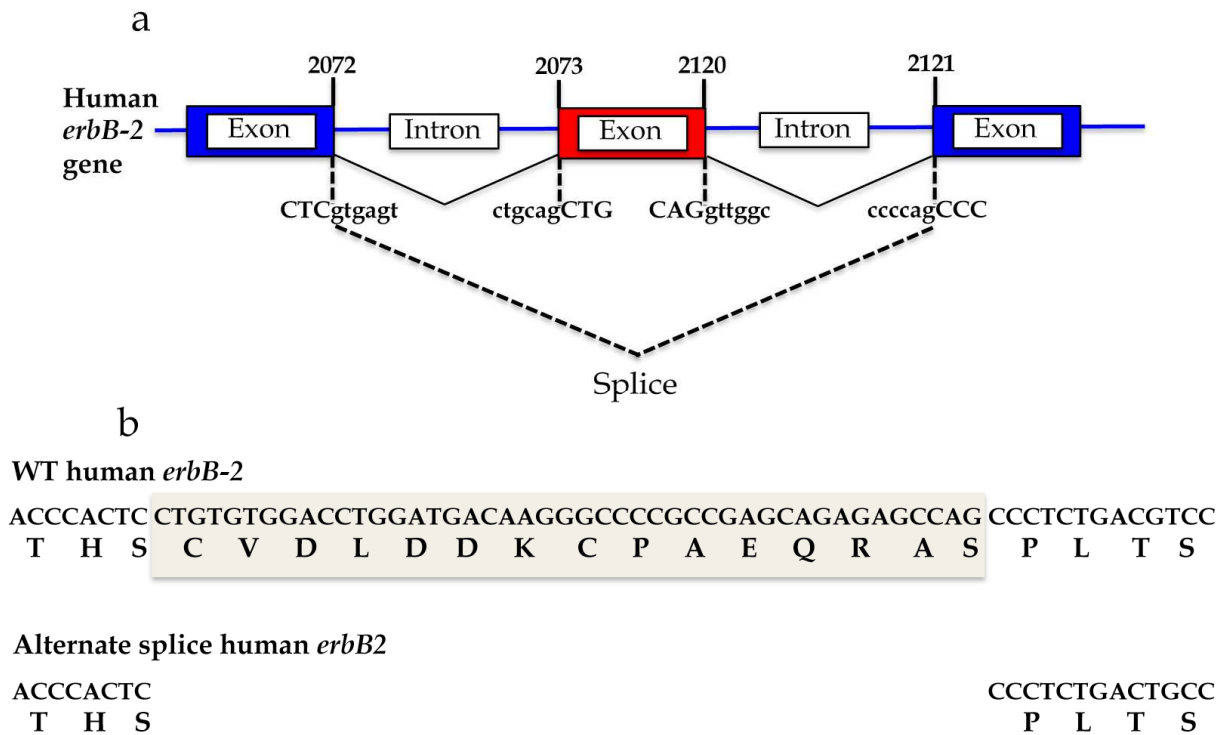 a
2072 2073 2120 2121
Human
erbB-2
gene
Exon Intron Exon Intron Exon
CTCgtgagt ctgcagCTG CAGgttggc ccccagCCC
Splice
b
WT human erbB-2
ACCCACTC CTGTGTGGACCTGGATGACAAGGGCCCCGCCGAGCAGAGAGCCAG CCCTCTGACGTCC
T H S C V D L D D K C P A E Q R A S P L T S
Alternate splice human erbB2
ACCCACTC CCCTCTGACTGCC
T H S P L T S